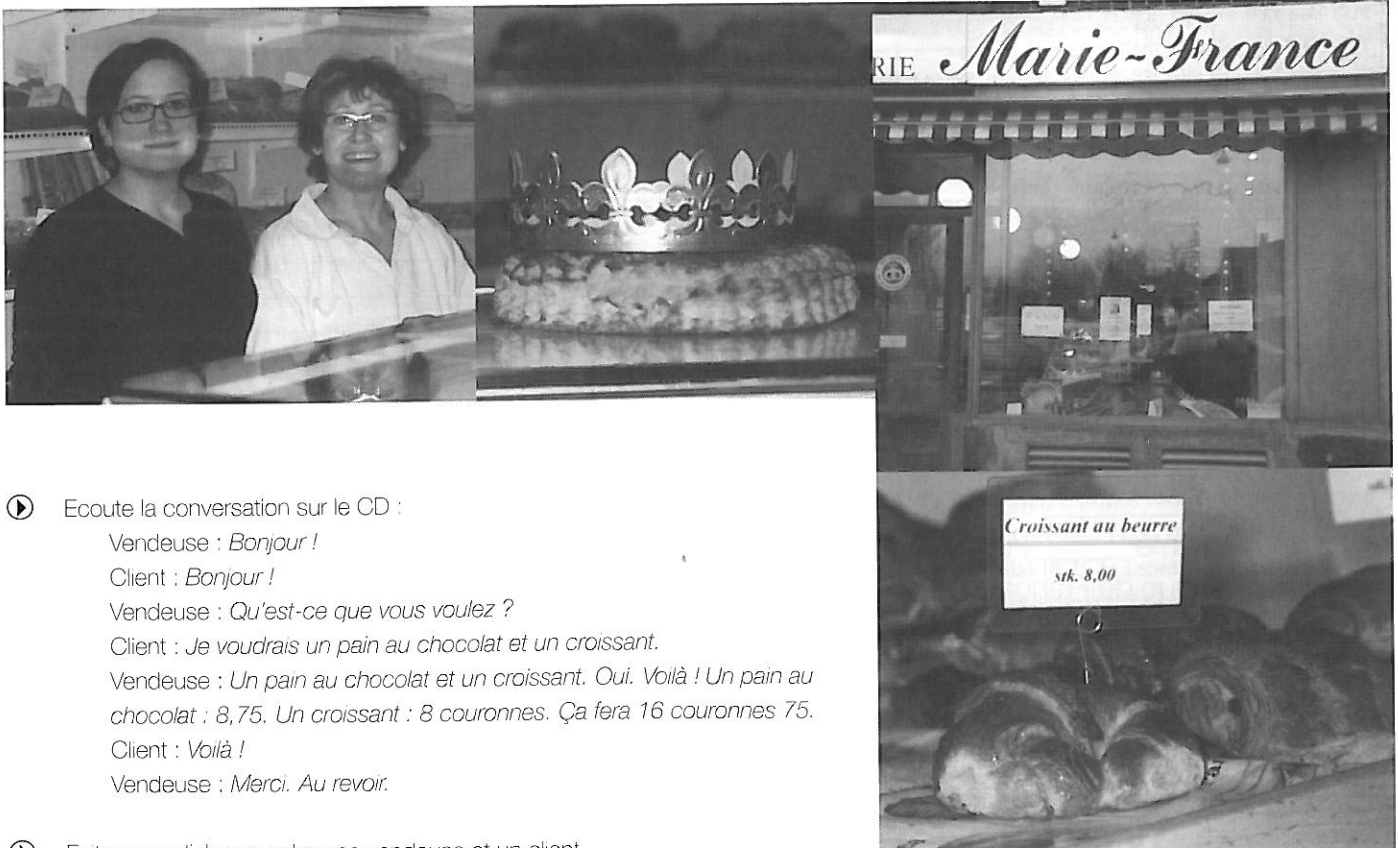 RIE Marie-France
Croissant au beurre
stk. 8,00
Ecoute la conversation sur le CD :
Vendeuse : Bonjour !
Client : Bonjour !
Vendeuse : Qu'est-ce que vous voulez ?
Client : Je voudrais un pain au chocolat et un croissant.
Vendeuse : Un pain au chocolat et un croissant. Oui. Voilà ! Un pain au
chocolat : 8,75. Un croissant : 8 couronnes. Ça fera 16 couronnes 75.
Client : Voilà !
Vendeuse : Merci. Au revoir.